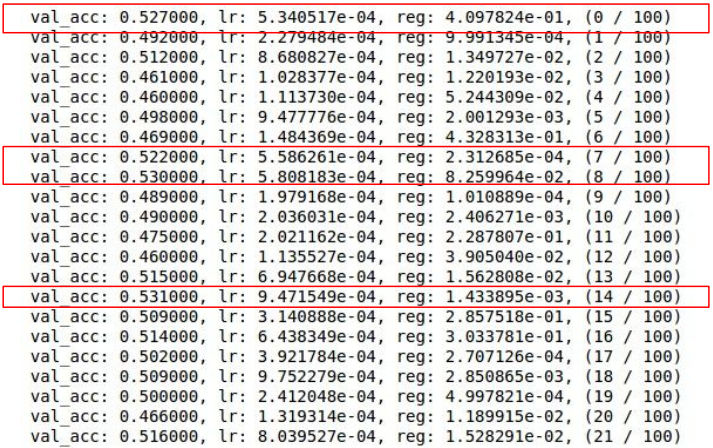 val_acc: 0.527000, lr: 5.340517e-04, reg: 4.097824e-01, (0 / 100)
val_acc: 0.492000, lr: 2.279484e-04, reg: 9.991345e-04, (1 / 100)
val_acc: 0.512000, lr: 8.680827e-04, reg: 1.349727e-02, (2 / 100)
val_acc: 0.461000, lr: 1.028377e-04, reg: 1.220193e-02, (3 / 100)
val_acc: 0.460000, lr: 1.113730e-04, reg: 5.244309e-02, (4 / 100)
val_acc: 0.498000, lr: 9.477776e-04, reg: 2.001293e-03, (5 / 100)
val_acc: 0.469000, lr: 1.484369e-04, reg: 4.328313e-01, (6 / 100)
val_acc: 0.522000, lr: 5.586261e-04, reg: 2.312685e-04, (7 / 100)
val_acc: 0.530000, lr: 5.808183e-04, reg: 8.259964e-02, (8 / 100)
val_acc: 0.489000, lr: 1.979168e-04, reg: 1.010889e-04, (9 / 100)
val_acc: 0.490000, lr: 2.036031e-04, reg: 2.406271e-03, (10 / 100)
val_acc: 0.475000, lr: 2.021162e-04, reg: 2.287807e-01, (11 / 100)
val_acc: 0.460000, lr: 1.135527e-04, reg: 3.905040e-02, (12 / 100)
val_acc: 0.515000, lr: 6.947668e-04, reg: 1.562808e-02, (13 / 100)
val_acc: 0.531000, lr: 9.471549e-04, reg: 1.433895e-03, (14 / 100)
val_acc: 0.509000, lr: 3.140888e-04, reg: 2.857518e-01, (15 / 100)
val_acc: 0.514000, lr: 6.438349e-04, reg: 3.033781e-01, (16 / 100)
val_acc: 0.502000, lr: 3.921784e-04, reg: 2.707126e-04, (17 / 100)
val_acc: 0.509000, lr: 9.752279e-04, reg: 2.850865e-03, (18 / 100)
val_acc: 0.500000, lr: 2.412048e-04, reg: 4.997821e-04, (19 / 100)
val_acc: 0.466000, lr: 1.319314e-04, reg: 1.189915e-02, (20 / 100)
val_acc: 0.516000, lr: 8.039527e-04, reg: 1.528291e-02, (21 / 100)